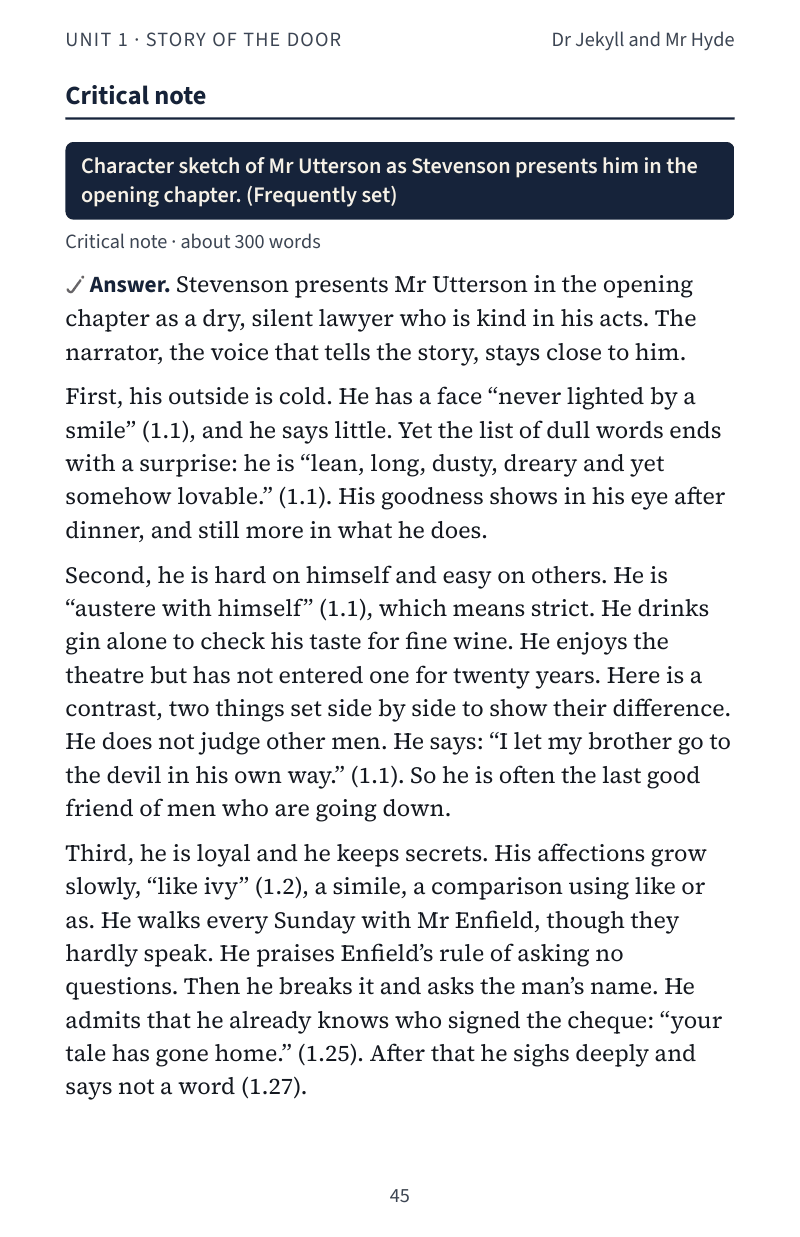 UNIT 1 · STORY OF THE DOOR
Dr Jekyll and Mr Hyde
Critical note
Character sketch of Mr Utterson as Stevenson presents him in the
opening chapter. (Frequently set)
Critical note · about 300 words
Answer. Stevenson presents Mr Utterson in the opening
chapter as a dry, silent lawyer who is kind in his acts. The
narrator, the voice that tells the story, stays close to him.
First, his outside is cold. He has a face “never lighted by a
smile” (1.1), and he says little. Yet the list of dull words ends
with a surprise: he is “lean, long, dusty, dreary and yet
somehow lovable.” (1.1). His goodness shows in his eye after
dinner, and still more in what he does.
Second, he is hard on himself and easy on others. He is
“austere with himself” (1.1), which means strict. He drinks
gin alone to check his taste for fine wine. He enjoys the
theatre but has not entered one for twenty years. Here is a
contrast, two things set side by side to show their difference.
He does not judge other men. He says: “I let my brother go to
the devil in his own way.” (1.1). So he is often the last good
friend of men who are going down.
Third, he is loyal and he keeps secrets. His affections grow
slowly, “like ivy” (1.2), a simile, a comparison using like or
as. He walks every Sunday with Mr Enfield, though they
hardly speak. He praises Enfield’s rule of asking no
questions. Then he breaks it and asks the man’s name. He
admits that he already knows who signed the cheque: “your
tale has gone home.” (1.25). After that he sighs deeply and
says not a word (1.27).
45